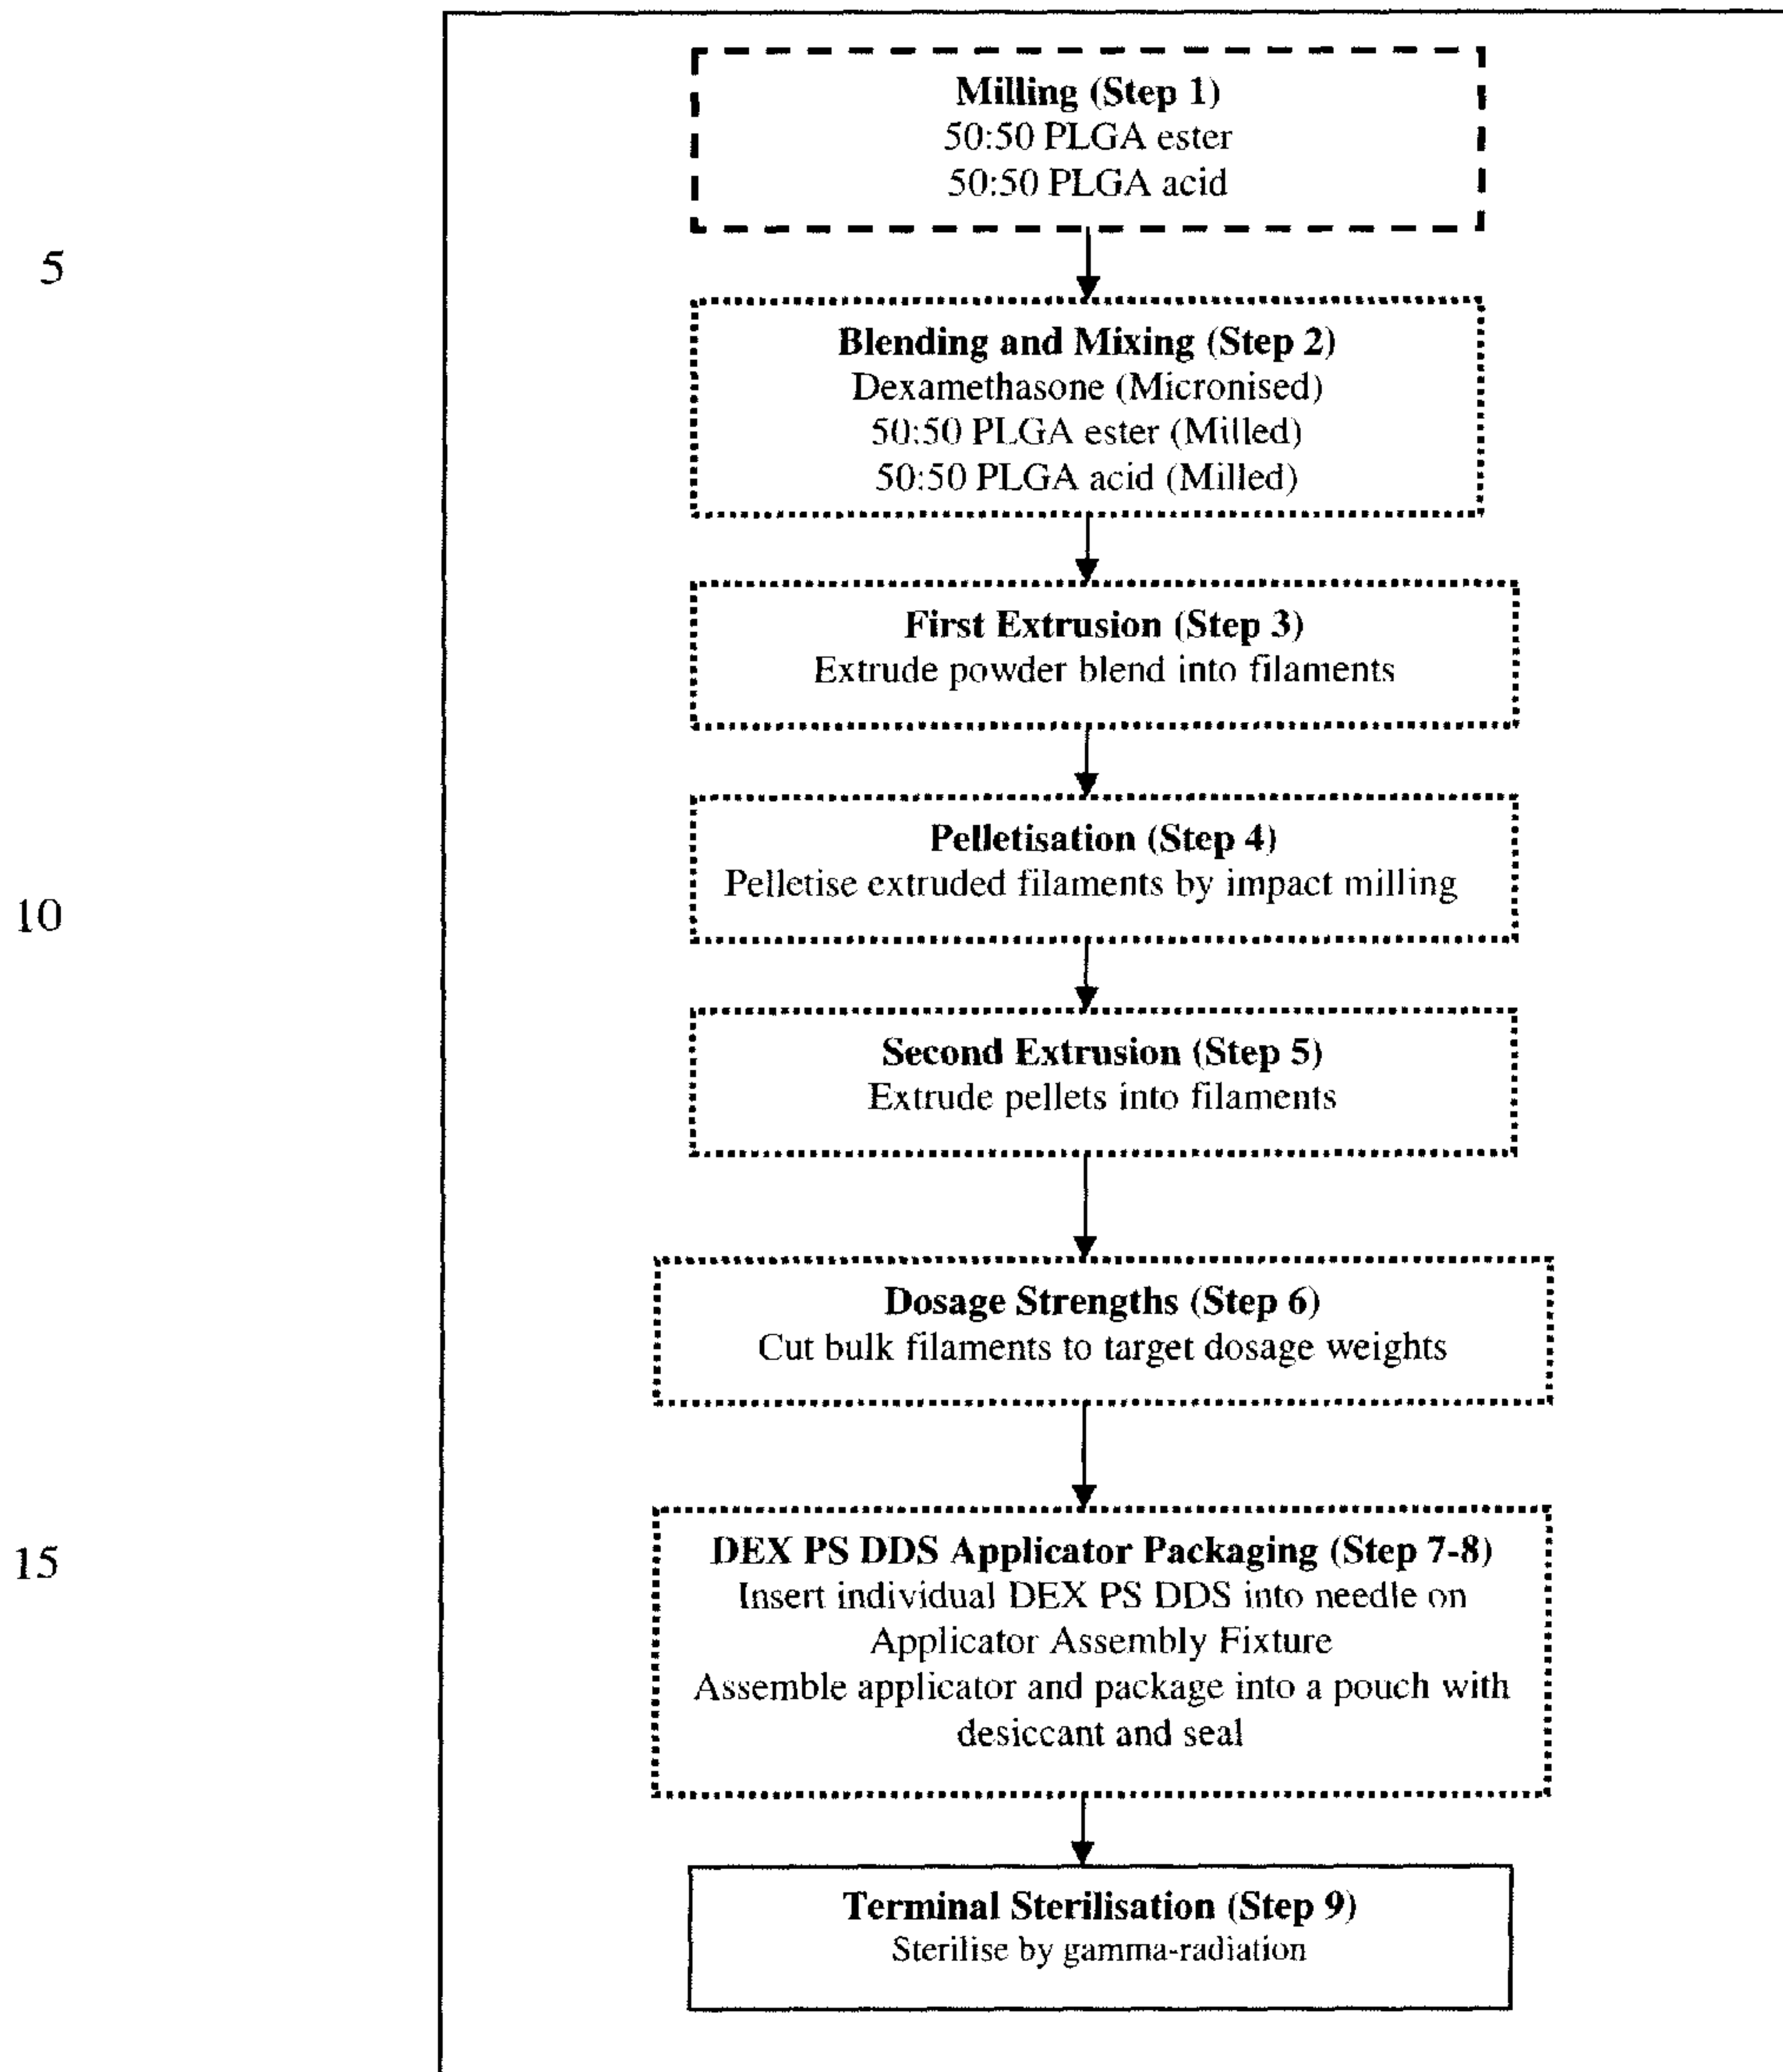 Milling (Step 1)
50:50 PLGA ester
50:50 PLGA acid
5
Blending and Mixing (Step 2)
Dexamethasone (Micronised)
50:50 PLGA ester (Milled)
50:50 PLGA acid (Milled)
First Extrusion (Step 3)
Extrude powder blend into filaments
Pelletisation (Step 4)
Pelletise extruded filaments by impact milling
10
Second Extrusion (Step 5)
Extrude pellets into filaments
Dosage Strengths (Step 6)
Cut bulk filaments to target dosage weights
15
DEX PS DDS Applicator Packaging (Step 7-8)
Insert individual DEX PS DDS into needle on
Applicator Assembly Fixture
Assemble applicator and package into a pouch with
desiccant and seal
Terminal Sterilisation (Step 9)
Sterilise by gamma-radiation